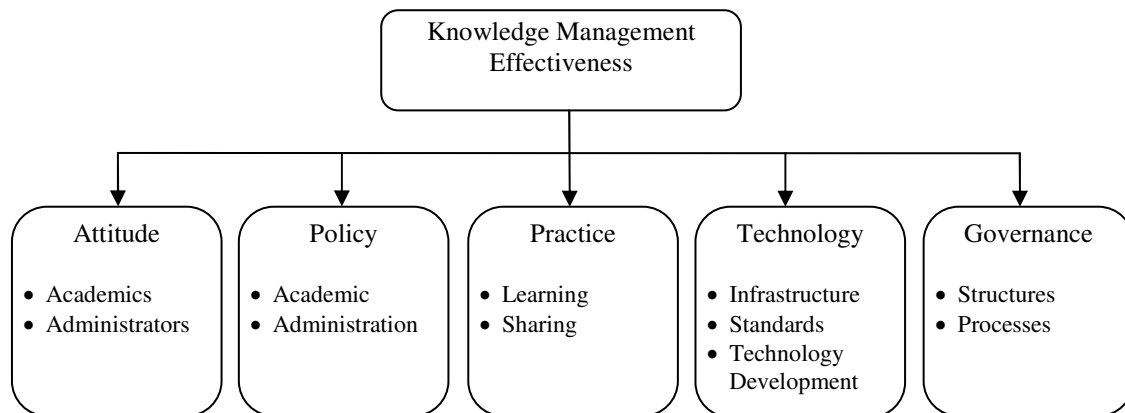 Knowledge Management
Effectiveness
Attitude
• Academics
• Administrators
Policy
• Academic
• Administration
Practice
• Learning
• Sharing
Technology
• Infrastructure
• Standards
• Technology
Development
Governance
• Structures
• Processes